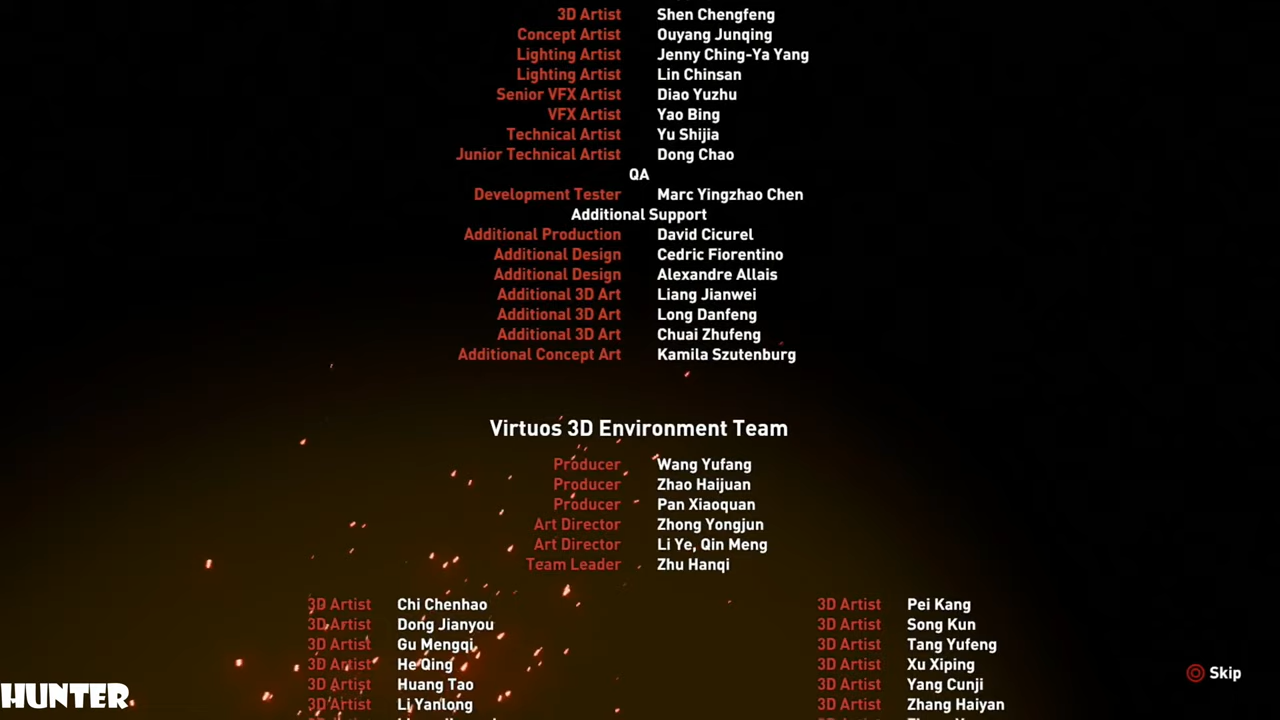 3D Artist Shen Chengfeng
Concept Artist Ouyang Junqing
Lighting Artist Jenny Ching-Ya Yang
Lighting Artist Lin Chinsan
Senior VFX Artist Diao Yuzhu
VFX Artist Yao Bing
Technical Artist Yu Shijia
Junior Technical Artist Dong Chao
QA
Development Tester Marc Yingzhao Chen
Additional Support
Additional Production David Cicurel
Additional Design Cedric Fiorentino
Additional Design Alexandre Allais
Additional 3D Art Liang Jianwei
Additional 3D Art Long Danfeng
Additional 3D Art Chuai Zhufeng
Additional Concept Art Kamila Szutenburg
Virtuos 3D Environment Team
Producer Wang Yufang
Producer Zhao Haijuan
Producer Pan Xiaoquan
Art Director Zhong Yongjun
Art Director Li Ye, Qin Meng
Team Leader Zhu Hanqi
3D Artist Chi Chenhao 3D Artist Pei Kang
3D Artist Dong Jianyou 3D Artist Song Kun
3D Artist Gu Mengqi 3D Artist Tang Yufeng
3D Artist He Qing 3D Artist Xu Xiping
3D Artist Huang Tao 3D Artist Yang Cunji
3D Artist Li Yanlong 3D Artist Zhang Haiyan
Skip
HUNTER